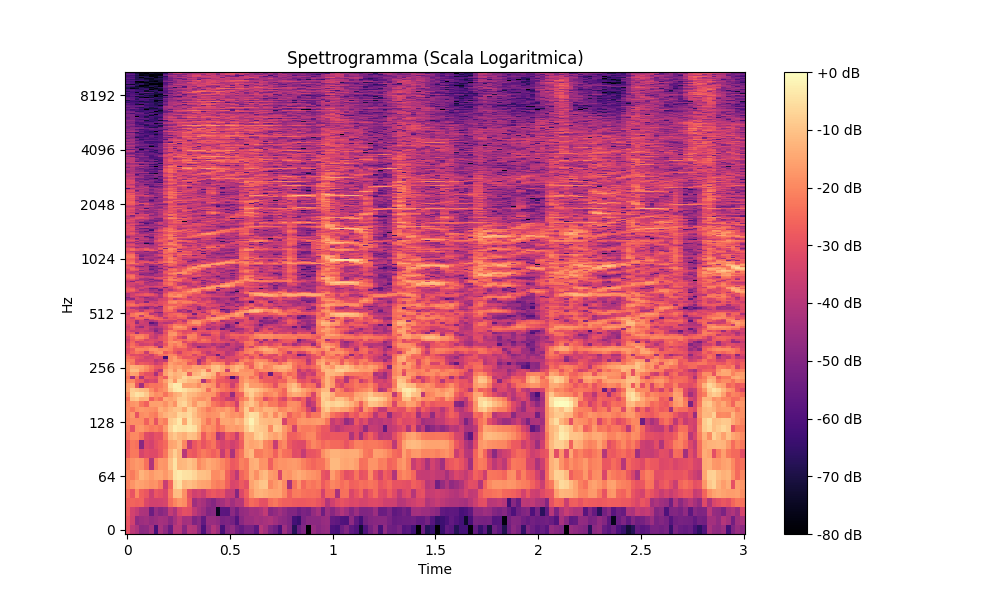 Spettrogramma (Scala Logaritmica)
8192
4096
2048
1024
512
256
128
64
0
Hz
0
0.5
1
1.5
2
2.5
3
Time
+0 dB
-10 dB
-20 dB
-30 dB
-40 dB
-50 dB
-60 dB
-70 dB
-80 dB